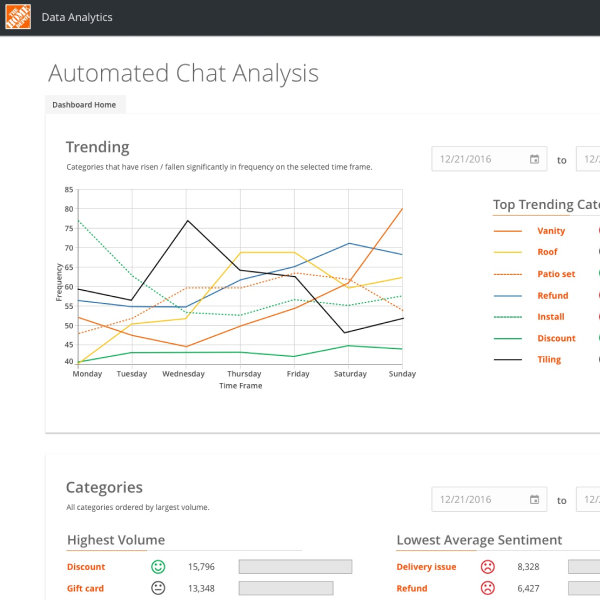 THE HOME DEPOT
Data Analytics
Automated Chat Analysis
Dashboard Home
Trending
Categories that have risen / fallen significantly in frequency on the selected time frame.
12/21/2016 to 12/
85
80
75
70
65
60
55
50
45
40
Frequency
Monday Tuesday Wednesday Thursday Friday Saturday Sunday
Time Frame
Top Trending Cate
Vanity
Roof
Patio set
Refund
Install
Discount
Tiling
Categories
All categories ordered by largest volume.
12/21/2016 to 12/
Highest Volume
Discount 15,796
Gift card 13,348
Lowest Average Sentiment
Delivery issue 8,328
Refund 6,427